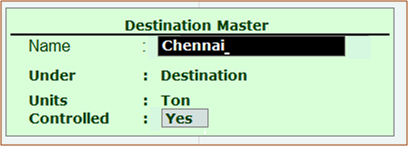 Destination Master
Name : Chennai_
Under : Destination
Units : Ton
Controlled : Yes